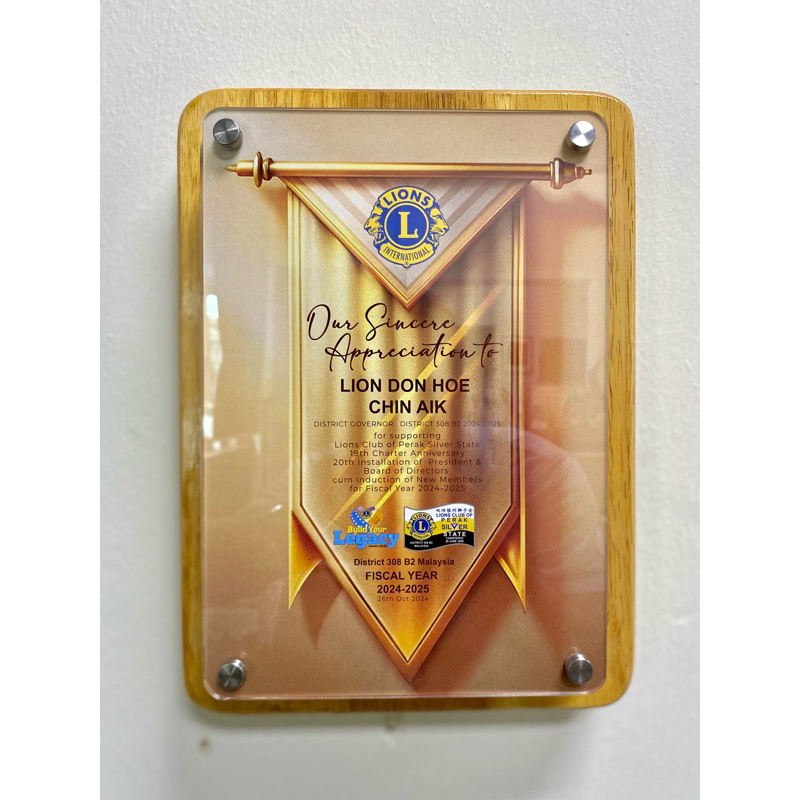 LIONS
L
INTERNATIONAL
Our Sincere
Appreciation to
LION DON HOE
CHIN AIK
DISTRICT GOVERNOR DISTRICT 308 B2 2024-2025
for supporting
Lions Club of Perak Silver State
19th Charter Anniversary
20th Installation of President &
Board of Directors
cum Induction of New Members
for Fiscal Year 2024-2025
Build Your
Legacy
LIONS CLUB OF
PERAK
SILVER
STATE
District 308 B2 Malaysia
FISCAL YEAR
2024-2025
26th Oct 2024